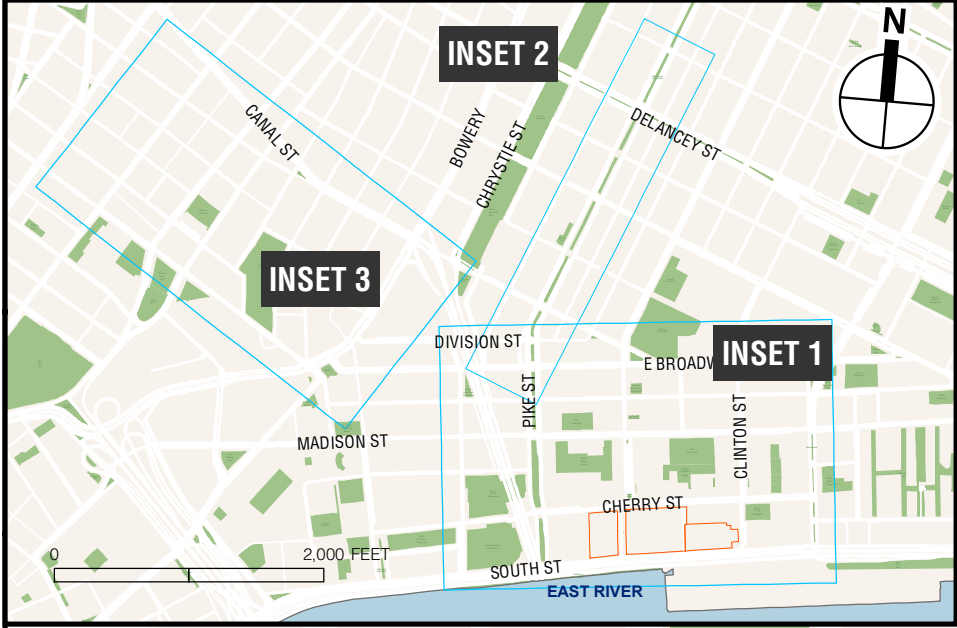 N
INSET 2
CANAL ST
BOWERY
CHRYSTIE ST
DELANCEY ST
INSET 3
DIVISION ST
E BROADW
INSET 1
PIKE ST
CLINTON ST
MADISON ST
CHERRY ST
0
2,000 FEET
SOUTH ST
EAST RIVER